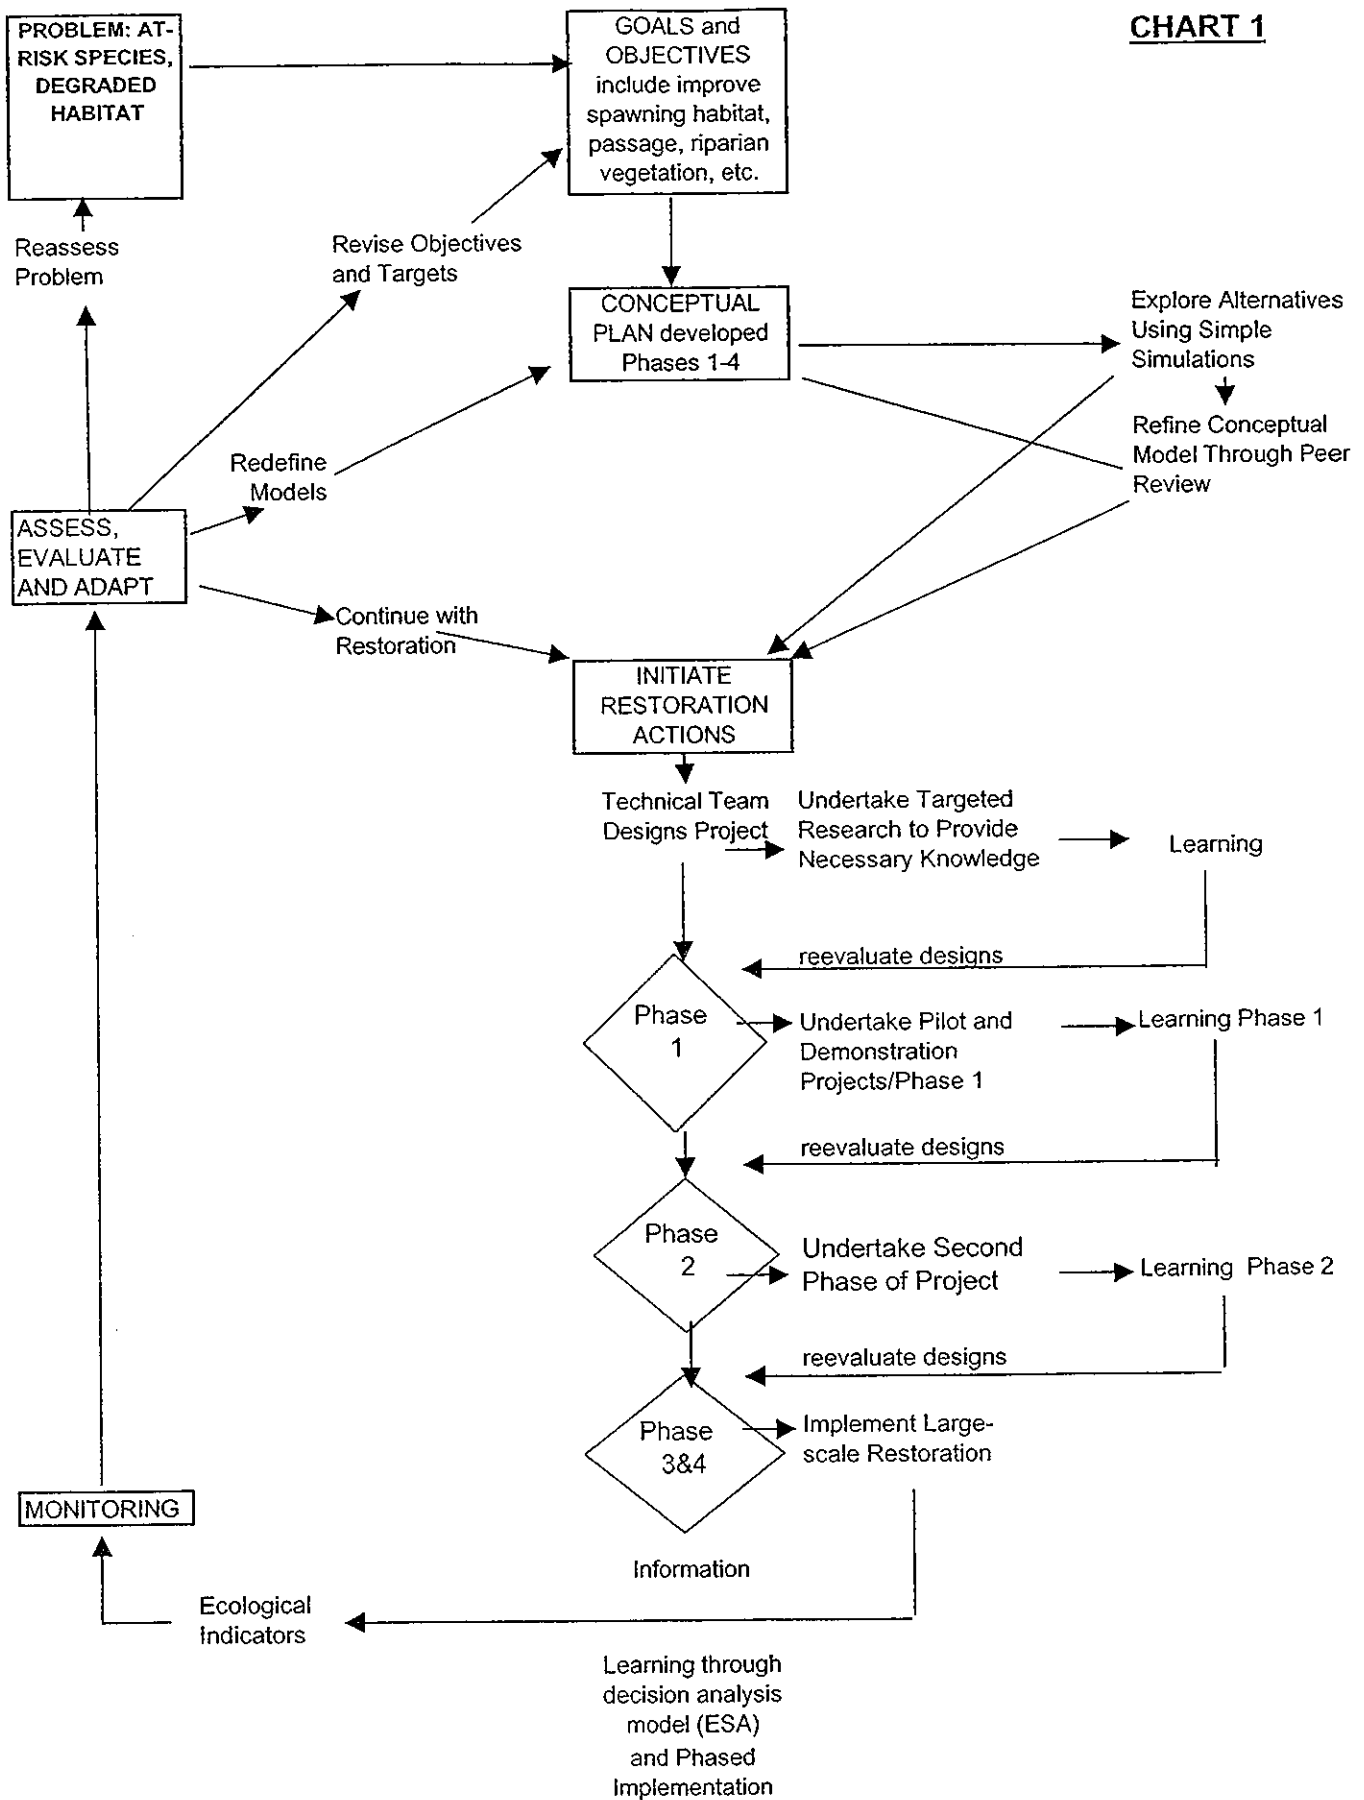 CHART 1
PROBLEM: AT-
RISK SPECIES,
DEGRADED
HABITAT
GOALS and
OBJECTIVES
include improve
spawning habitat,
passage, riparian
vegetation, etc.
Reassess
Problem
Revise Objectives
and Targets
CONCEPTUAL
PLAN developed
Phases 1-4
Explore Alternatives
Using Simple
Simulations
Refine Conceptual
Model Through Peer
Review
Redefine
Models
ASSESS,
EVALUATE
AND ADAPT
Continue with
Restoration
INITIATE
RESTORATION
ACTIONS
Technical Team
Designs Project
Undertake Targeted
Research to Provide
Necessary Knowledge
Learning
reevaluate designs
Phase
1
Undertake Pilot and
Demonstration
Projects/Phase 1
Learning Phase 1
reevaluate designs
Phase
2
Undertake Second
Phase of Project
Learning Phase 2
reevaluate designs
Phase
3&4
Implement Large-
scale Restoration
MONITORING
Information
Ecological
Indicators
Learning through
decision analysis
model (ESA)
and Phased
Implementation